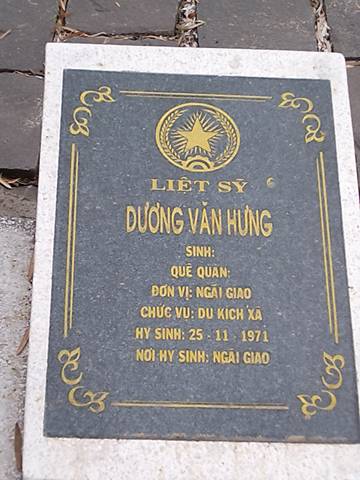 LIỆT SỸ
DƯƠNG VĂN HƯNG
SINH:
QUÊ QUÁN:
ĐƠN VỊ: NGÃI GIAO
CHỨC VỤ: DU KÍCH XÃ
HY SINH: 25 - 11 - 1971
NƠI HY SINH: NGÃI GIAO